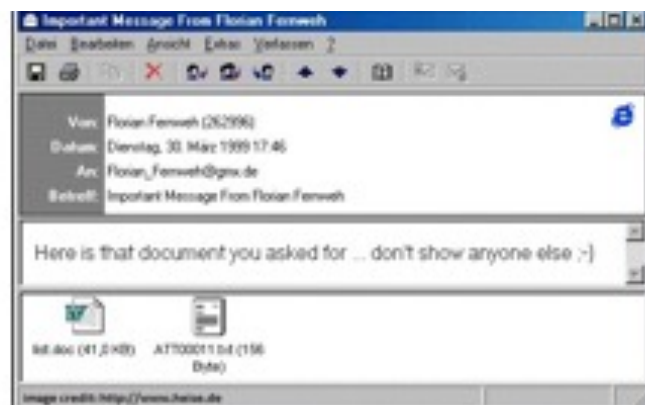 Important Message From Florian Fernweh
Datei Bearbeiten Ansicht Extras Verfassen ?
Von: Florian Fernweh (262996)
Datum: Dienstag, 30. März 1999 17:46
An: Florian_Fernweh@gmx.de
Betreff: Important Message From Florian Fernweh
Here is that document you asked for ... don't show anyone else ;-)
list.doc (41,0 KB) ATT00011.txt (156
Byte)
image credit: http://www.heise.de